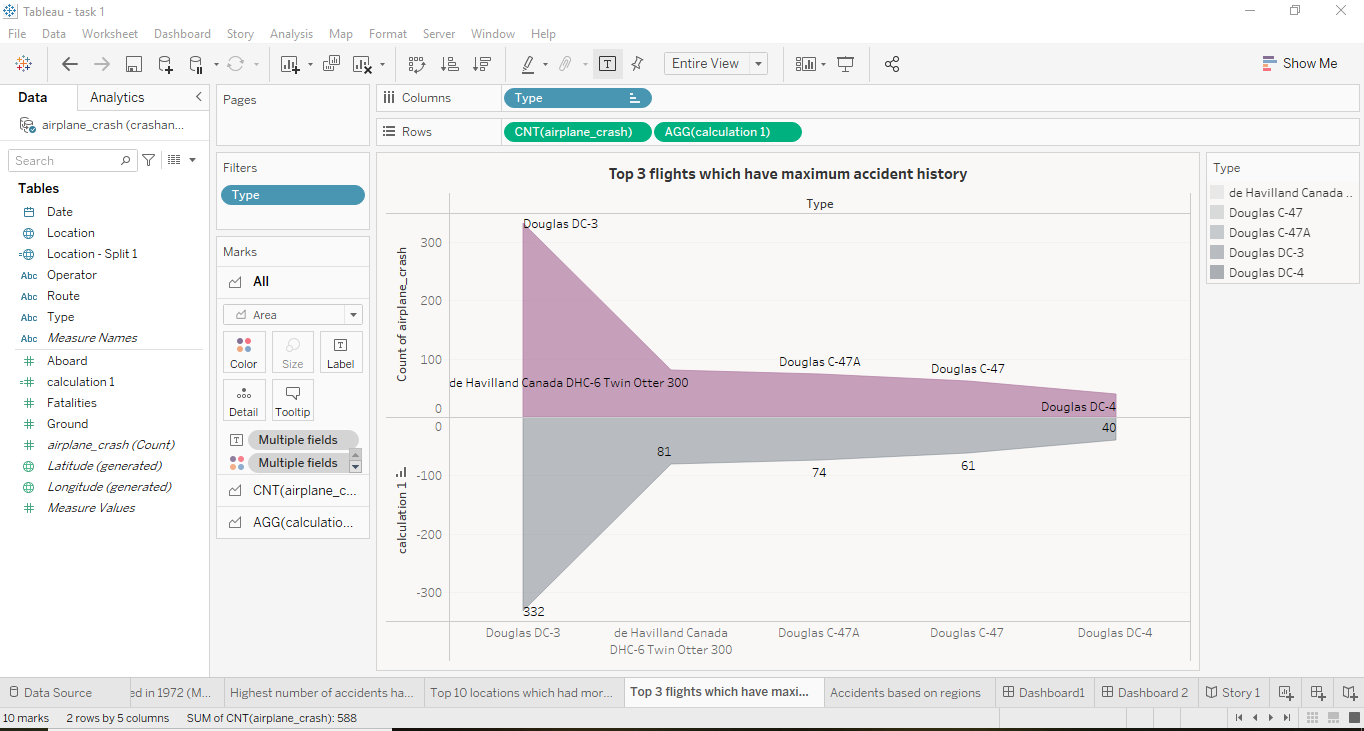 Tableau - task 1
File Data Worksheet Dashboard Story Analysis Map Format Server Window Help
Entire View
Show Me
Data Analytics
airplane_crash (crashan...
Search
Tables
Date
Location
Location - Split 1
Abc Operator
Abc Route
Abc Type
Abc Measure Names
Aboard
calculation 1
Fatalities
Ground
airplane_crash (Count)
Latitude (generated)
Longitude (generated)
Measure Values
Pages
Filters
Type
Marks
All
Area
Color Size Label
Detail Tooltip
Multiple fields
Multiple fields
CNT(airplane_c...
AGG(calculatio...
Columns Type
Rows CNT(airplane_crash) AGG(calculation 1)
Top 3 flights which have maximum accident history
Type
Count of airplane_crash
300
200
100
0
Douglas DC-3
de Havilland Canada DHC-6 Twin Otter 300
Douglas C-47A
Douglas C-47
Douglas DC-4
calculation 1
0
-100
-200
-300
332
81
74
61
40
Douglas DC-3 de Havilland Canada DHC-6 Twin Otter 300 Douglas C-47A Douglas C-47 Douglas DC-4
Type
de Havilland Canada ..
Douglas C-47
Douglas C-47A
Douglas DC-3
Douglas DC-4
Data Source ed in 1972 (M... Highest number of accidents ha... Top 10 locations which had mor... Top 3 flights which have maxi... Accidents based on regions Dashboard1 Dashboard 2 Story 1
10 marks 2 rows by 5 columns SUM of CNT(airplane_crash): 588